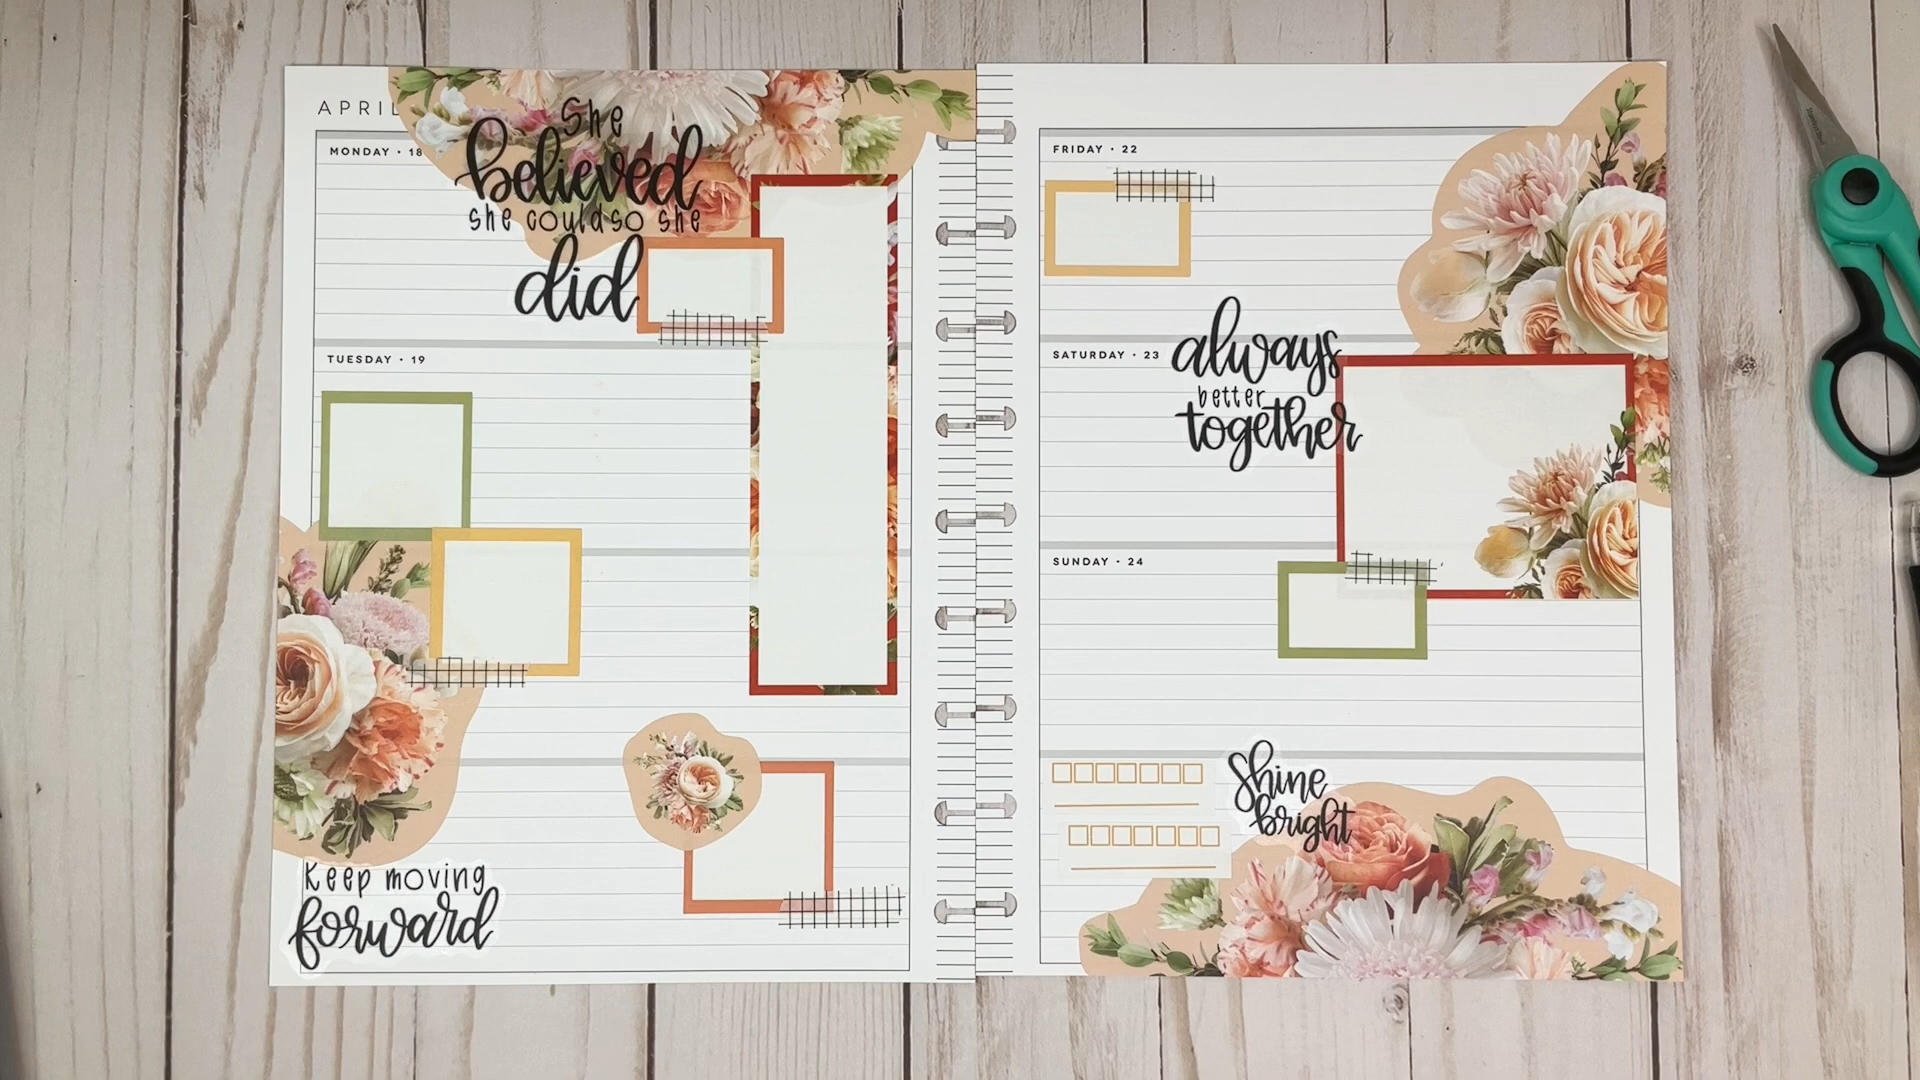 APRIL
MONDAY • 18
She
believed
she could so she
did
TUESDAY • 19
Keep moving
forward
FRIDAY • 22
SATURDAY • 23
always
better
together
SUNDAY • 24
Shine
bright